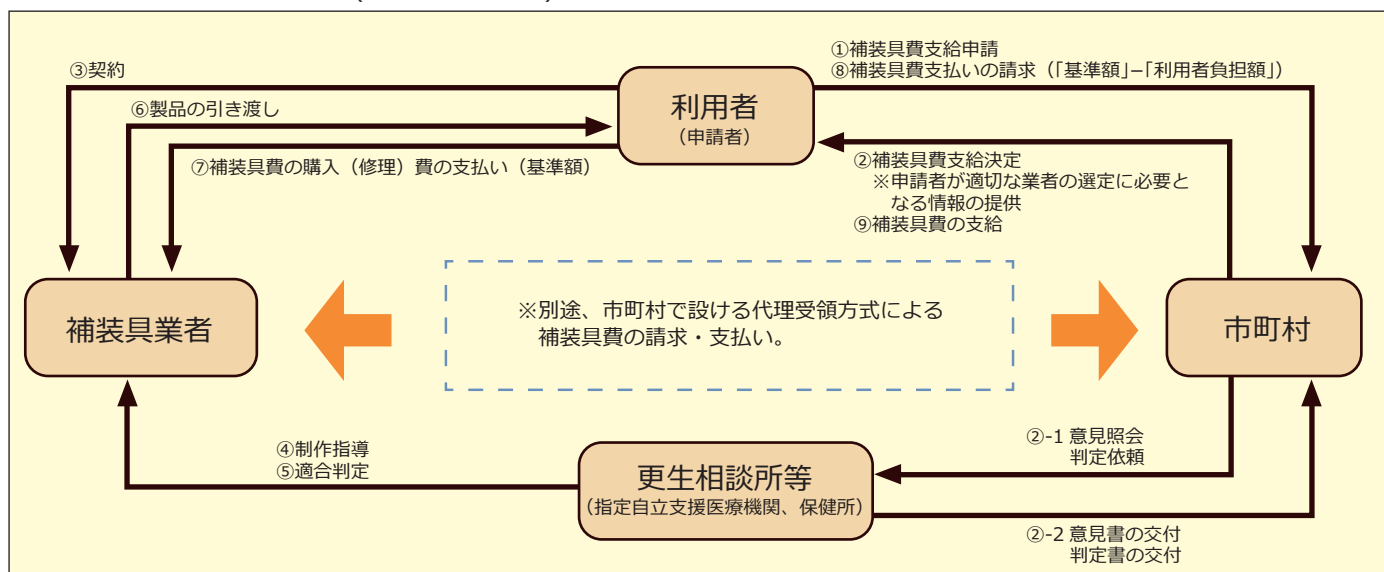 ③契約
⑥製品の引き渡し
⑦補装具費の購入（修理）費の支払い（基準額）
利用者
（申請者）
①補装具費支給申請
⑧補装具費支払いの請求（「基準額」−「利用者負担額」）
②補装具費支給決定
※申請者が適切な業者の選定に必要と
なる情報の提供
⑨補装具費の支給
補装具業者
※別途、市町村で設ける代理受領方式による
補装具費の請求・支払い。
市町村
④制作指導
⑤適合判定
更生相談所等
（指定自立支援医療機関、保健所）
②-1 意見照会
判定依頼
②-2 意見書の交付
判定書の交付